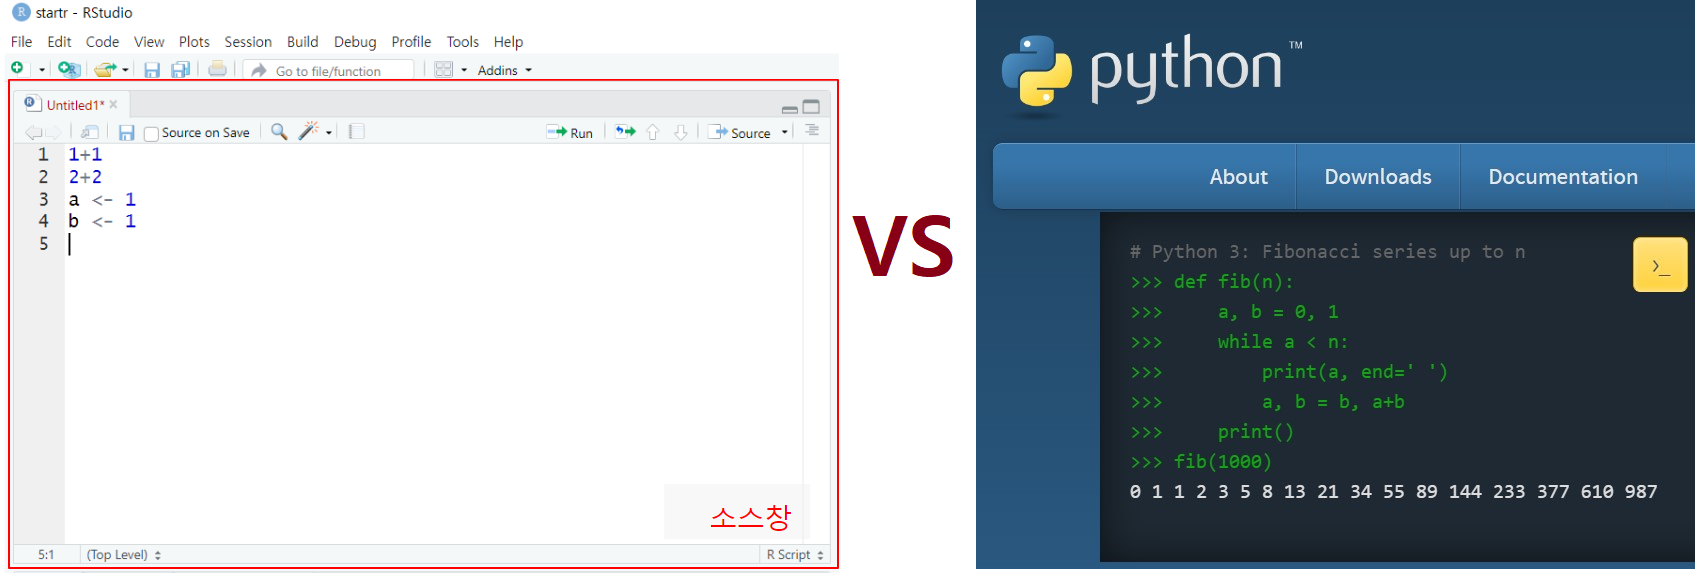 startr - RStudio
File Edit Code View Plots Session Build Debug Profile Tools Help
Go to file/function Addins
Untitled1*
Source on Save Run Source
1 1+1
2 2+2
3 a <- 1
4 b <- 1
5
소스창
5:1 (Top Level) R Script
VS
python™
About Downloads Documentation
# Python 3: Fibonacci series up to n
>>> def fib(n):
>>>     a, b = 0, 1
>>>     while a < n:
>>>         print(a, end=' ')
>>>         a, b = b, a+b
>>>     print()
>>> fib(1000)
0 1 1 2 3 5 8 13 21 34 55 89 144 233 377 610 987
>_